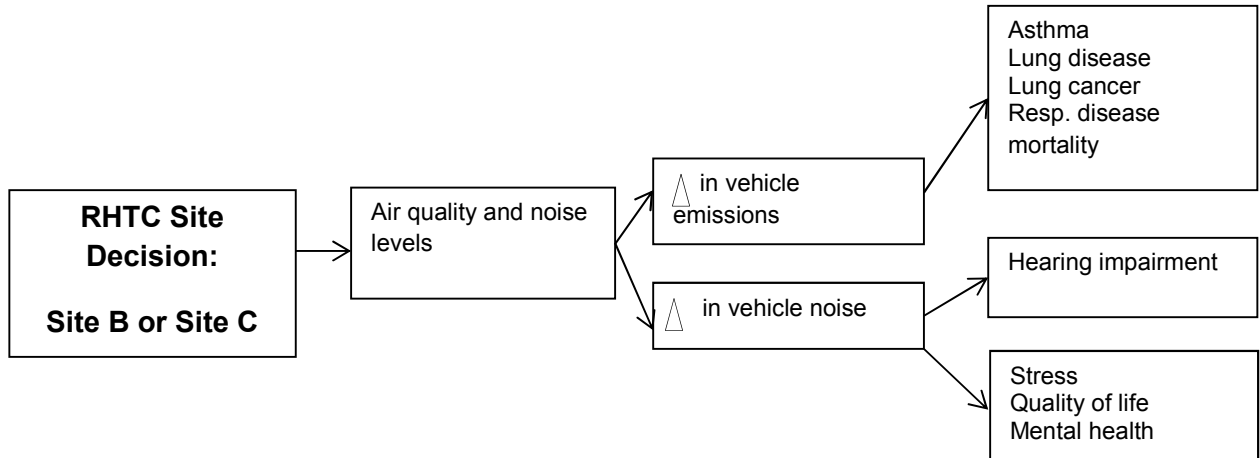 RHTC Site
Decision:
Site B or Site C
Air quality and noise
levels
△ in vehicle
emissions
△ in vehicle noise
Asthma
Lung disease
Lung cancer
Resp. disease
mortality
Hearing impairment
Stress
Quality of life
Mental health